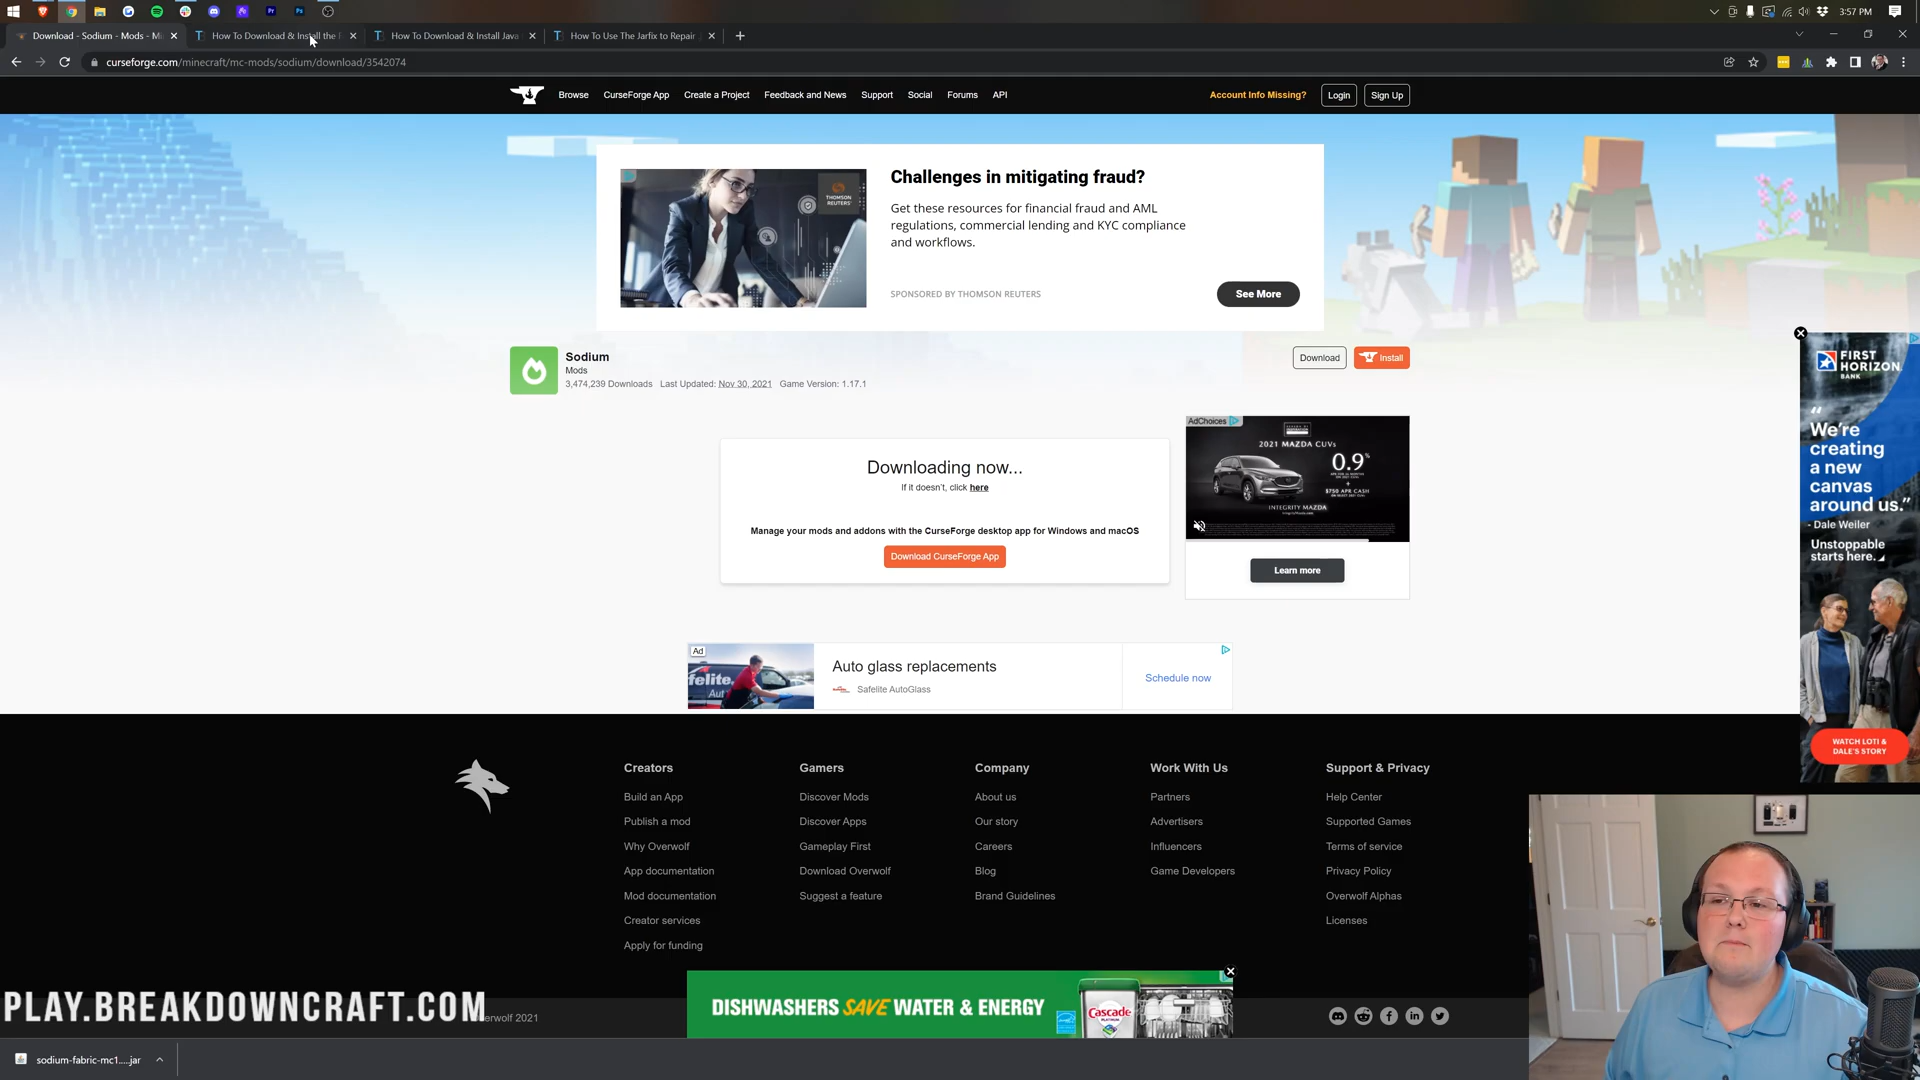 3:57 PM
Download - Sodium - Mods - Mi
How To Download & Install the F
How To Download & Install Java
How To Use The Jarfix to Repair
curseforge.com/minecraft/mc-mods/sodium/download/3542074
Browse
CurseForge App
Create a Project
Feedback and News
Support
Social
Forums
API
Account Info Missing?
Login
Sign Up
Challenges in mitigating fraud?
Get these resources for financial fraud and AML
regulations, commercial lending and KYC compliance
and workflows.
THOMSON
REUTERS
SPONSORED BY THOMSON REUTERS
See More
Sodium
Mods
3,474,239 Downloads Last Updated: Nov 30, 2021 Game Version: 1.17.1
Download
Install
Downloading now...
If it doesn't, click here
Manage your mods and addons with the CurseForge desktop app for Windows and macOS
Download CurseForge App
AdChoices
2021 MAZDA CUVs
0.9%
$750 APR CASH
INTEGRITY MAZDA
Learn more
FIRST
HORIZON
BANK
“
We're
creating
a new
canvas
around us."
- Dale Weiler
Unstoppable
starts here.
WATCH LOTI &
DALE'S STORY
Ad
felite.
Aut
Auto glass replacements
Safelite AutoGlass
Schedule now
Creators
Build an App
Publish a mod
Why Overwolf
App documentation
Mod documentation
Creator services
Apply for funding
Gamers
Discover Mods
Discover Apps
Gameplay First
Download Overwolf
Suggest a feature
Company
About us
Our story
Careers
Blog
Brand Guidelines
Work With Us
Partners
Advertisers
Influencers
Game Developers
Support & Privacy
Help Center
Supported Games
Terms of service
Privacy Policy
Overwolf Alphas
Licenses
DISHWASHERS SAVE WATER & ENERGY
Cascade
PLATINUM
PLAY.BREAKDOWNCRAFT.COM
erwolf 2021
sodium-fabric-mc1.....jar